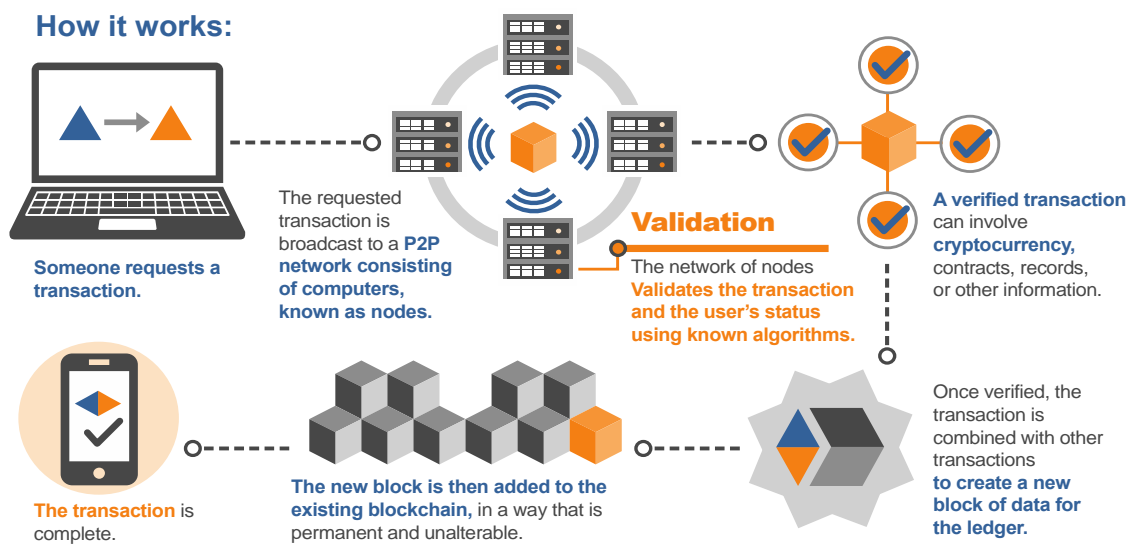 How it works:
Someone requests a
transaction.
The requested
transaction is
broadcast to a P2P
network consisting
of computers,
known as nodes.
Validation
The network of nodes
Validates the transaction
and the user's status
using known algorithms.
A verified transaction
can involve
cryptocurrency,
contracts, records,
or other information.
Once verified, the
transaction is
combined with other
transactions
to create a new
block of data for
the ledger.
The new block is then added to the
existing blockchain, in a way that is
permanent and unalterable.
The transaction is
complete.